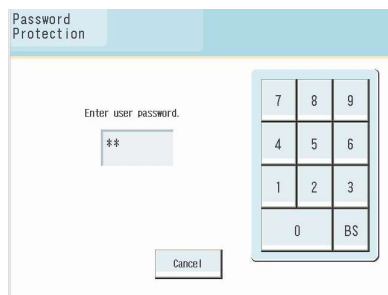 Password
Protection
Enter user password.
**
7 8 9
4 5 6
1 2 3
0 BS
Cancel